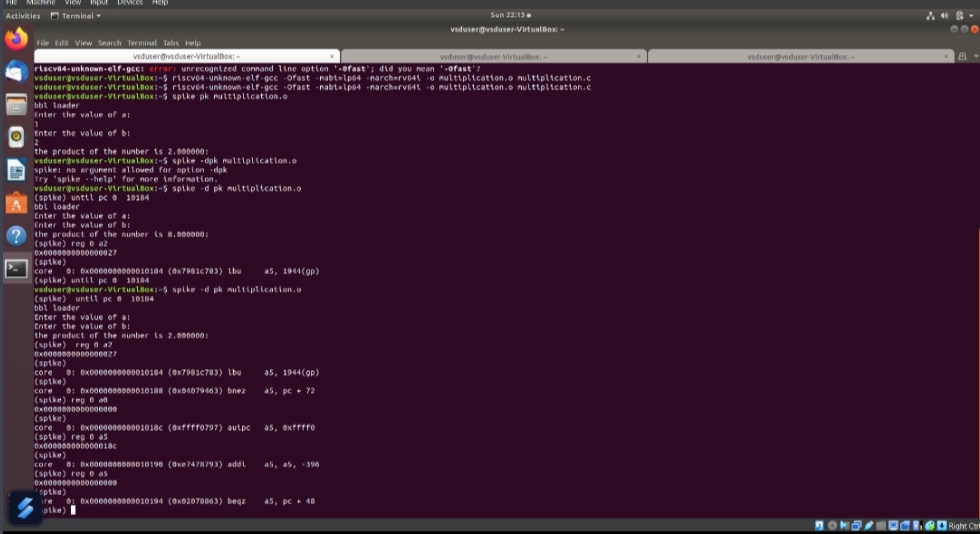 File Machine View Input Devices Help
Activities Terminal Sun 22:13
vsduser@vsduser-VirtualBox: ~
File Edit View Search Terminal Tabs Help
vsduser@vsduser-VirtualBox: ~ × vsduser@vsduser-VirtualBox: ~ × vsduser@vsduser-VirtualBox: ~ ×
riscv64-unknown-elf-gcc: error: unrecognized command line option '-0fast'; did you mean '-Ofast'?
vsduser@vsduser-VirtualBox:~$ riscv64-unknown-elf-gcc -Ofast -mabi=lp64 -march=rv64i -o multiplication.o multiplication.c
vsduser@vsduser-VirtualBox:~$ riscv64-unknown-elf-gcc -Ofast -mabi=lp64 -march=rv64i -o multiplication.o multiplication.c
vsduser@vsduser-VirtualBox:~$ spike pk multiplication.o
bbl loader
Enter the value of a:
1
Enter the value of b:
2
the product of the number is 2.000000:
vsduser@vsduser-VirtualBox:~$ spike -dpk multiplication.o
spike: no argument allowed for option -dpk
Try 'spike --help' for more information.
vsduser@vsduser-VirtualBox:~$ spike -d pk multiplication.o
(spike) until pc 0 10184
bbl loader
Enter the value of a:
Enter the value of b:
the product of the number is 8.000000:
(spike) reg 0 a2
0x0000000000000027
(spike)
core 0: 0x0000000000010184 (0x7981c783) lbu a5, 1944(gp)
(spike) until pc 0 10184
vsduser@vsduser-VirtualBox:~$ spike -d pk multiplication.o
(spike) until pc 0 10184
bbl loader
Enter the value of a:
Enter the value of b:
the product of the number is 2.000000:
(spike) reg 0 a2
0x0000000000000027
(spike)
core 0: 0x0000000000010184 (0x7981c783) lbu a5, 1944(gp)
(spike)
core 0: 0x0000000000010188 (0x04079463) bnez a5, pc + 72
(spike) reg 0 a0
0x0000000000000000
(spike)
core 0: 0x000000000001018c (0xffff0797) auipc a5, 0xffff0
(spike) reg 0 a5
0x000000000000018c
(spike)
core 0: 0x0000000000010190 (0xe7478793) addi a5, a5, -396
(spike) reg 0 a5
0x0000000000000000
(spike)
core 0: 0x0000000000010194 (0x02078863) beqz a5, pc + 48
(spike)
Right Ctrl